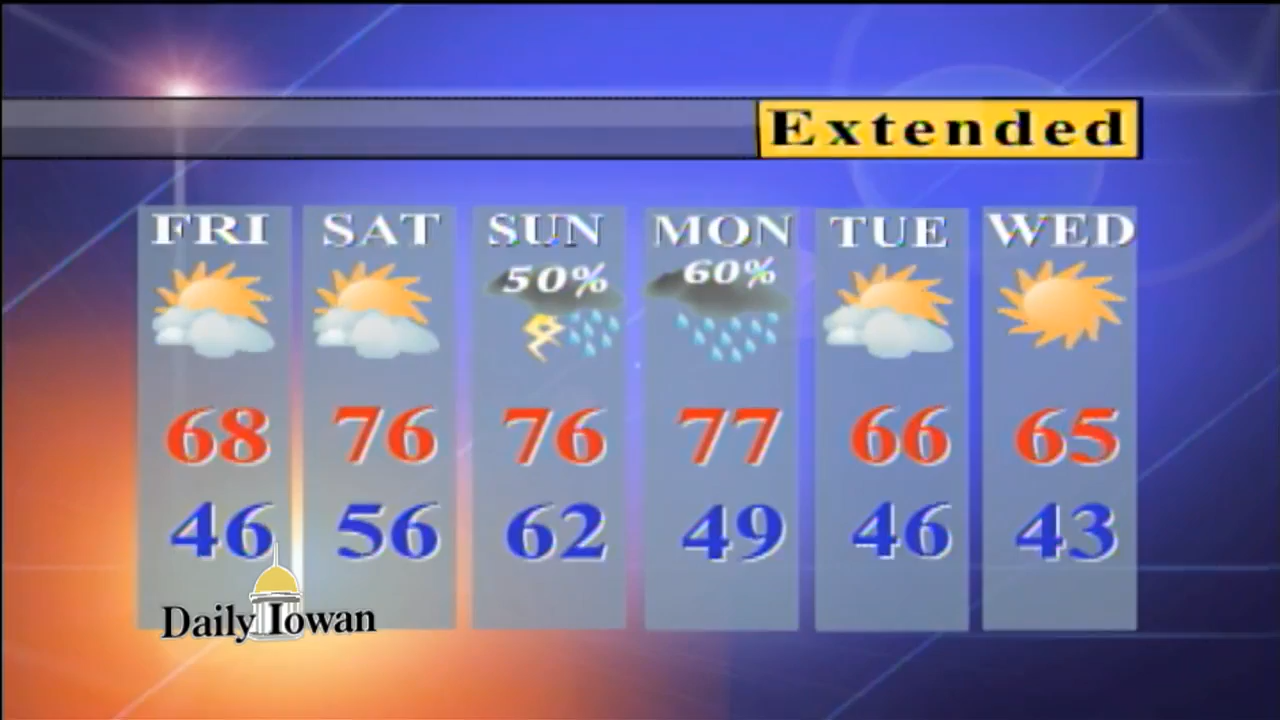 Extended
FRI SAT SUN MON TUE WED
50% 60%
68 76 76 77 66 65
46 56 62 49 46 43
Daily Iowan